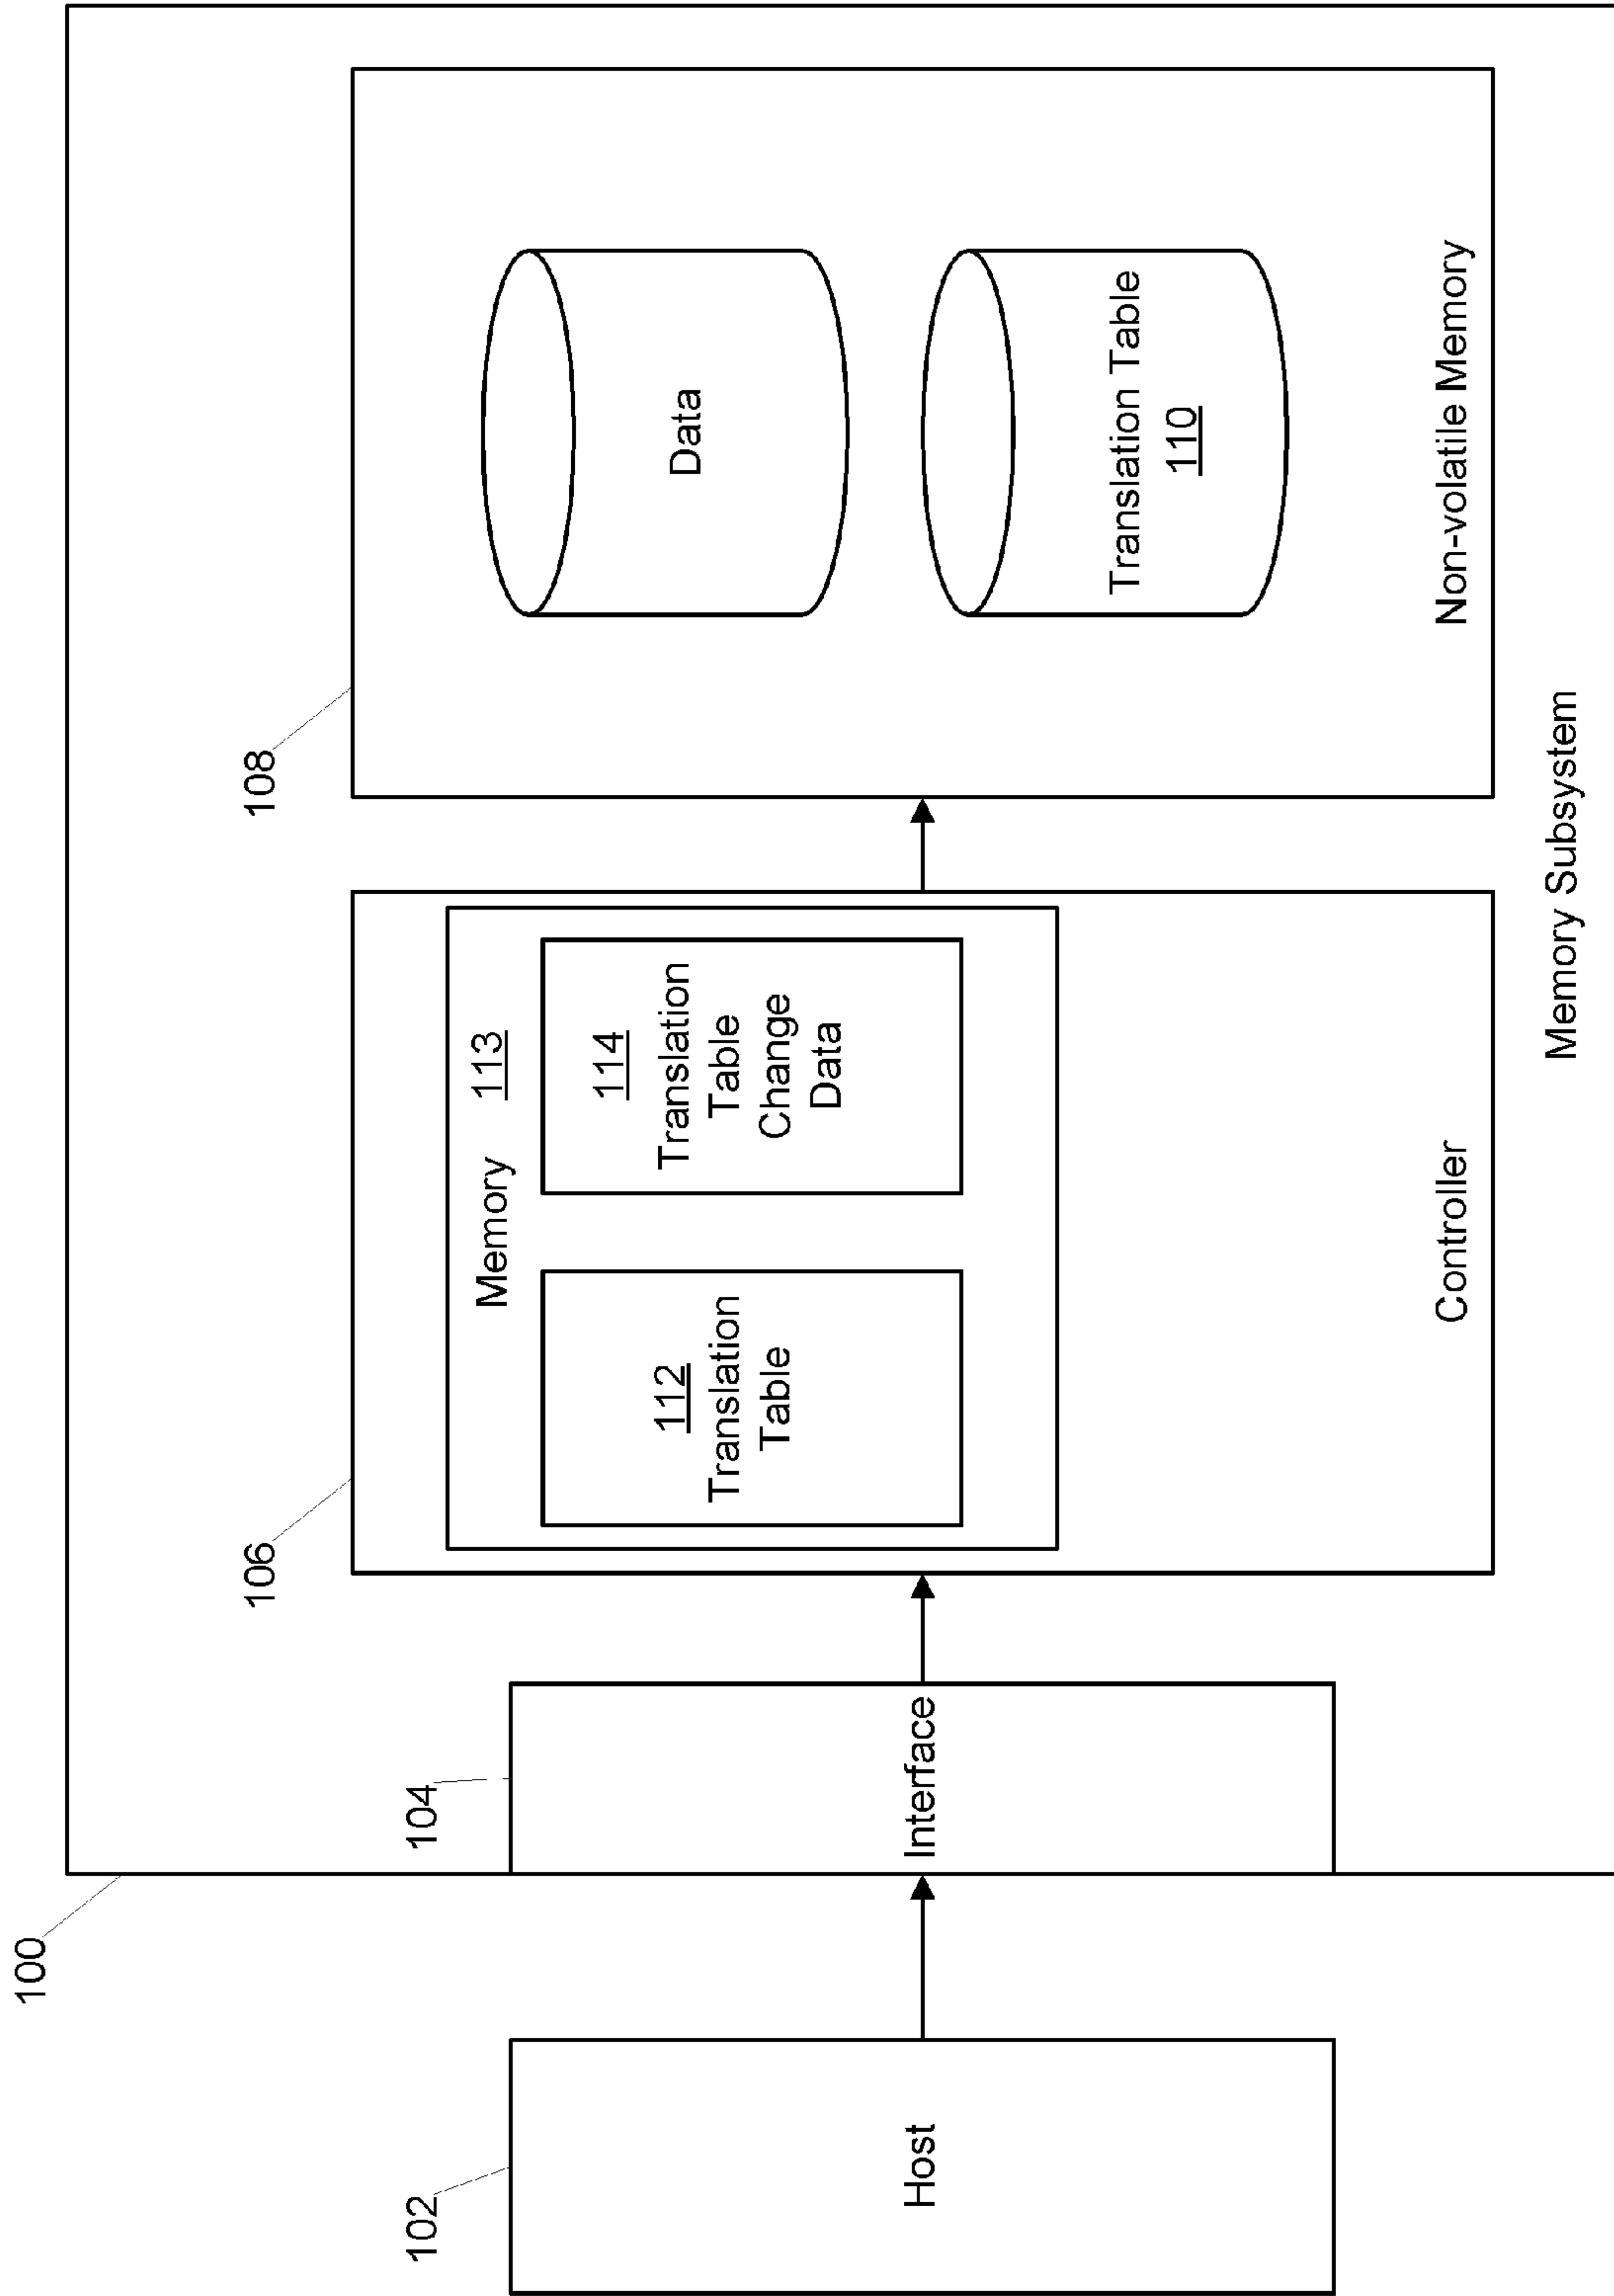 100
102
Host
104
Interface
106
Memory 113
112
Translation
Table
114
Translation
Table
Change
Data
Controller
108
Data
Translation Table
110
Non-volatile Memory
Memory Subsystem